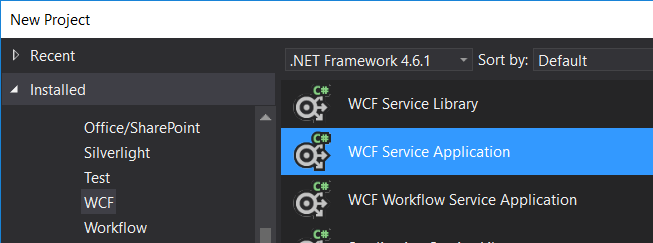 New Project
Recent
.NET Framework 4.6.1 Sort by: Default
Installed
Office/SharePoint
Silverlight
Test
WCF
Workflow
C#
WCF Service Library
C#
WCF Service Application
C#
WCF Workflow Service Application
C#